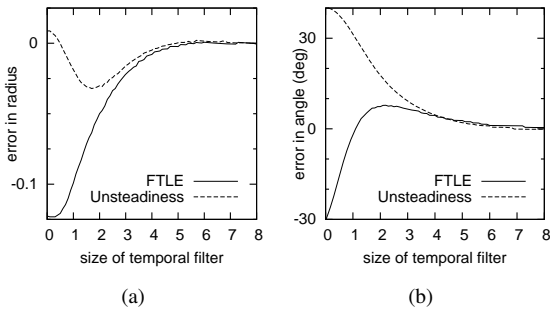 error in radius
0
-0.1
FTLE
Unsteadiness
0 1 2 3 4 5 6 7 8
size of temporal filter
(a)
error in angle (deg)
30
0
-30
FTLE
Unsteadiness
0 1 2 3 4 5 6 7 8
size of temporal filter
(b)